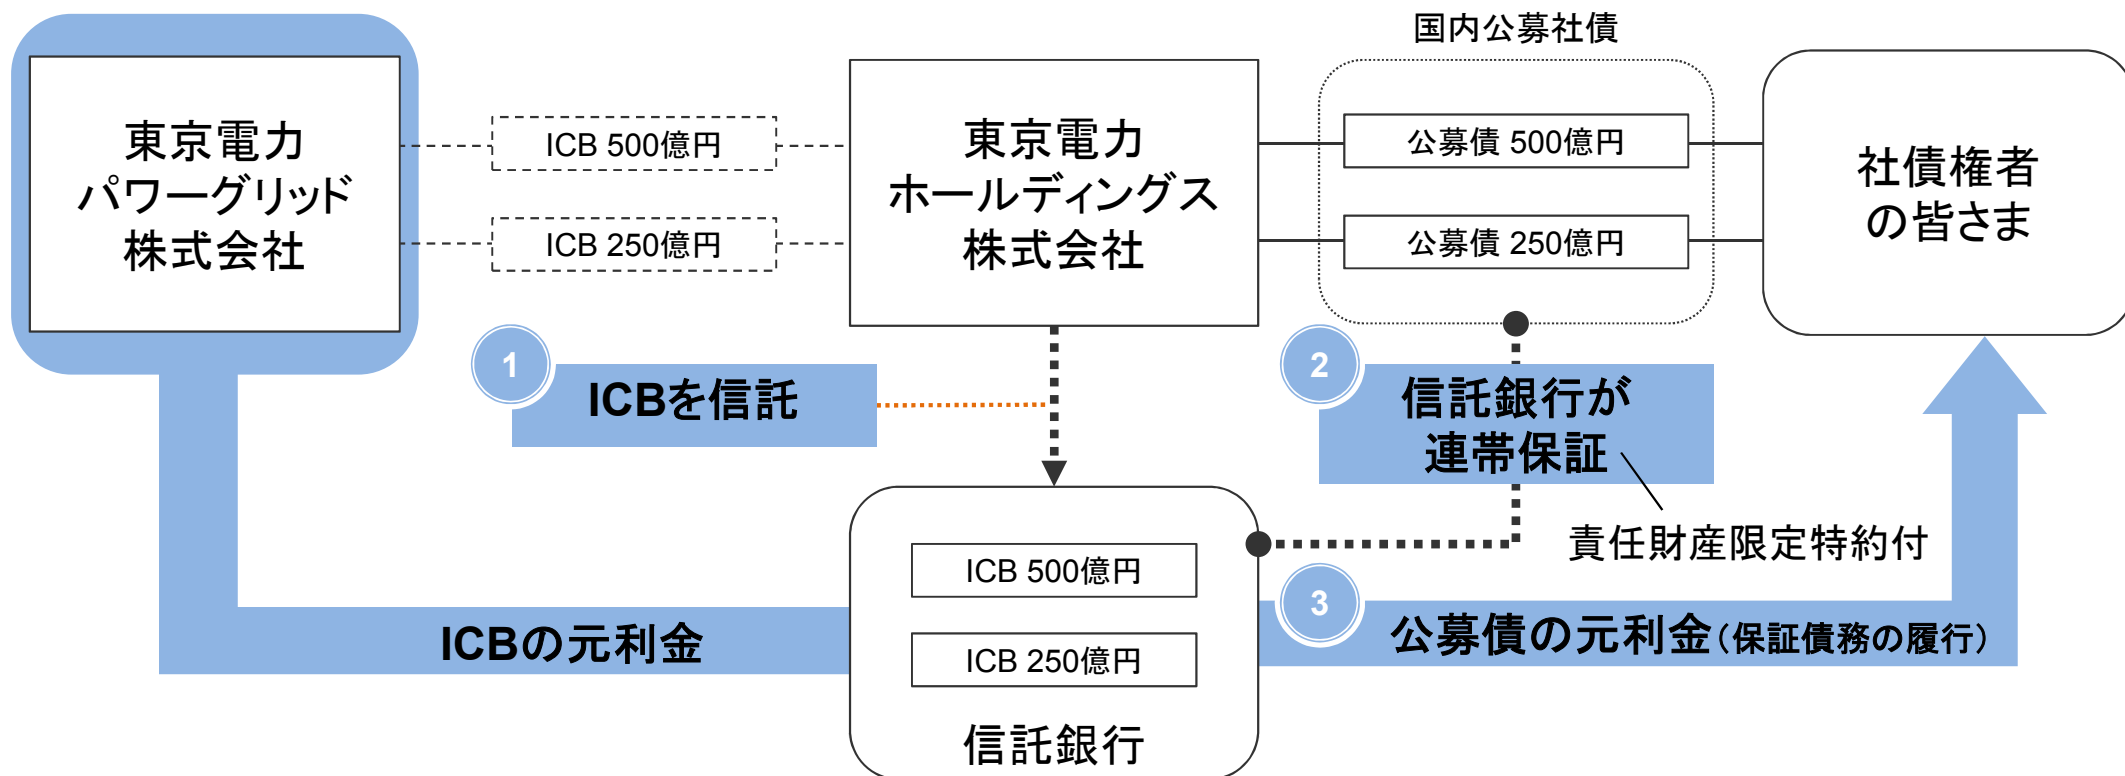 国内公募社債
東京電力
パワーグリッド
株式会社
ICB 500億円
ICB 250億円
東京電力
ホールディングス
株式会社
公募債 500億円
公募債 250億円
社債権者
の皆さま
1
ICBを信託
2
信託銀行が
連帯保証
責任財産限定特約付
ICB 500億円
ICB 250億円
信託銀行
ICBの元利金
3
公募債の元利金（保証債務の履行）